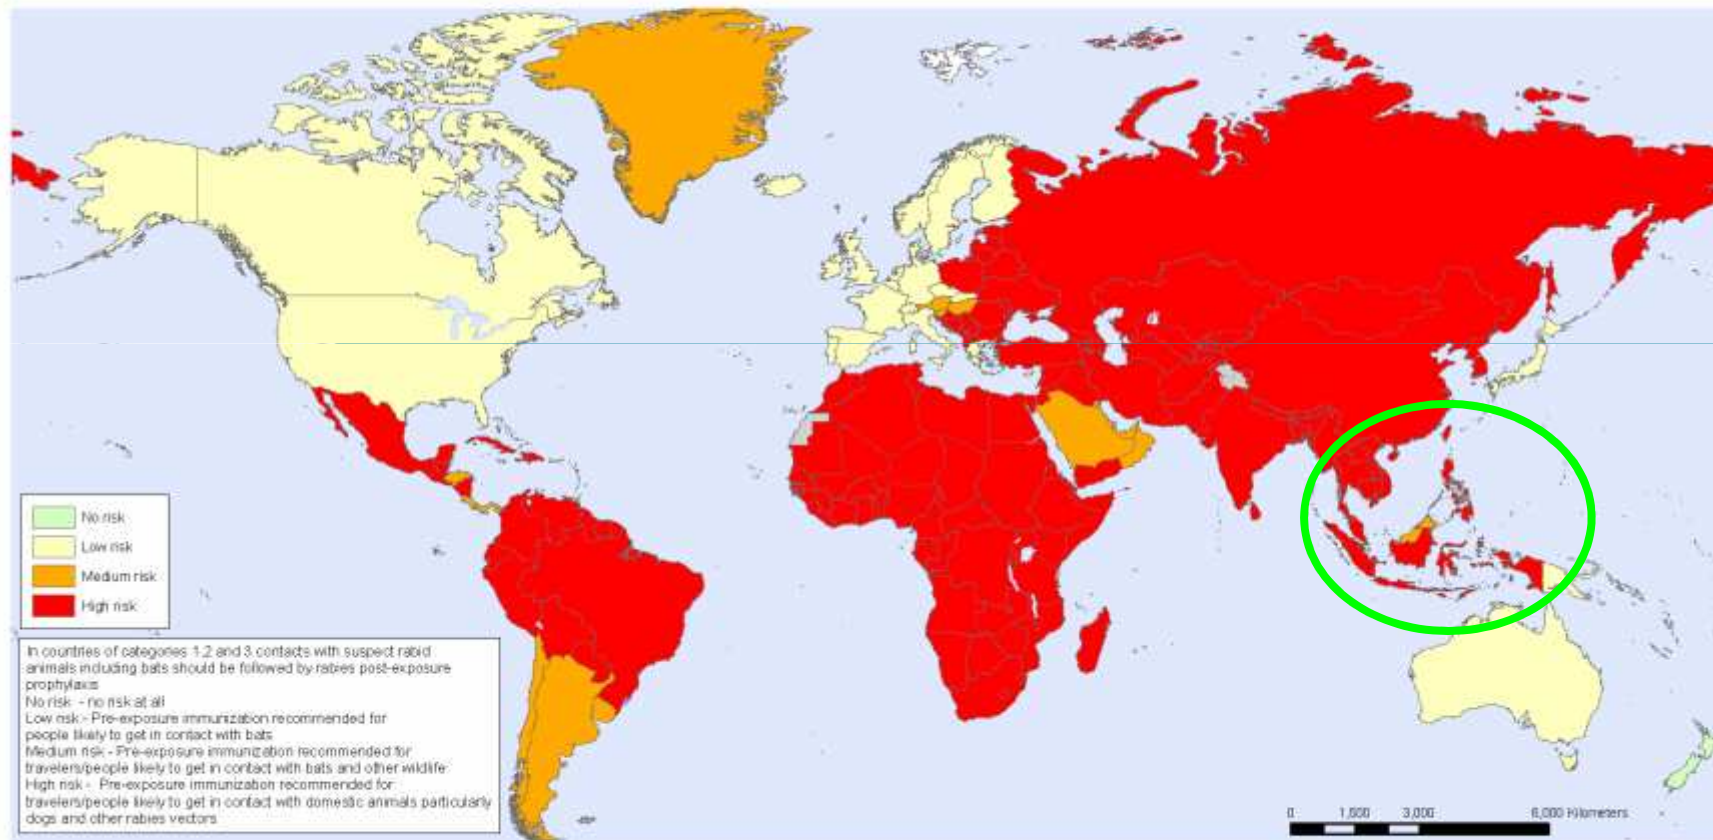 No risk
Low risk
Medium risk
High risk
In countries of categories 1,2 and 3 contacts with suspect rabid
animals including bats should be followed by rabies post-exposure
prophylaxis
No risk - no risk at all
Low risk - Pre-exposure immunization recommended for
people likely to get in contact with bats
Medium risk - Pre-exposure immunization recommended for
travelers/people likely to get in contact with bats and other wildlife
High risk - Pre-exposure immunization recommended for
travelers/people likely to get in contact with domestic animals particularly
dogs and other rabies vectors
0 1,500 3,000 6,000 Kilometers